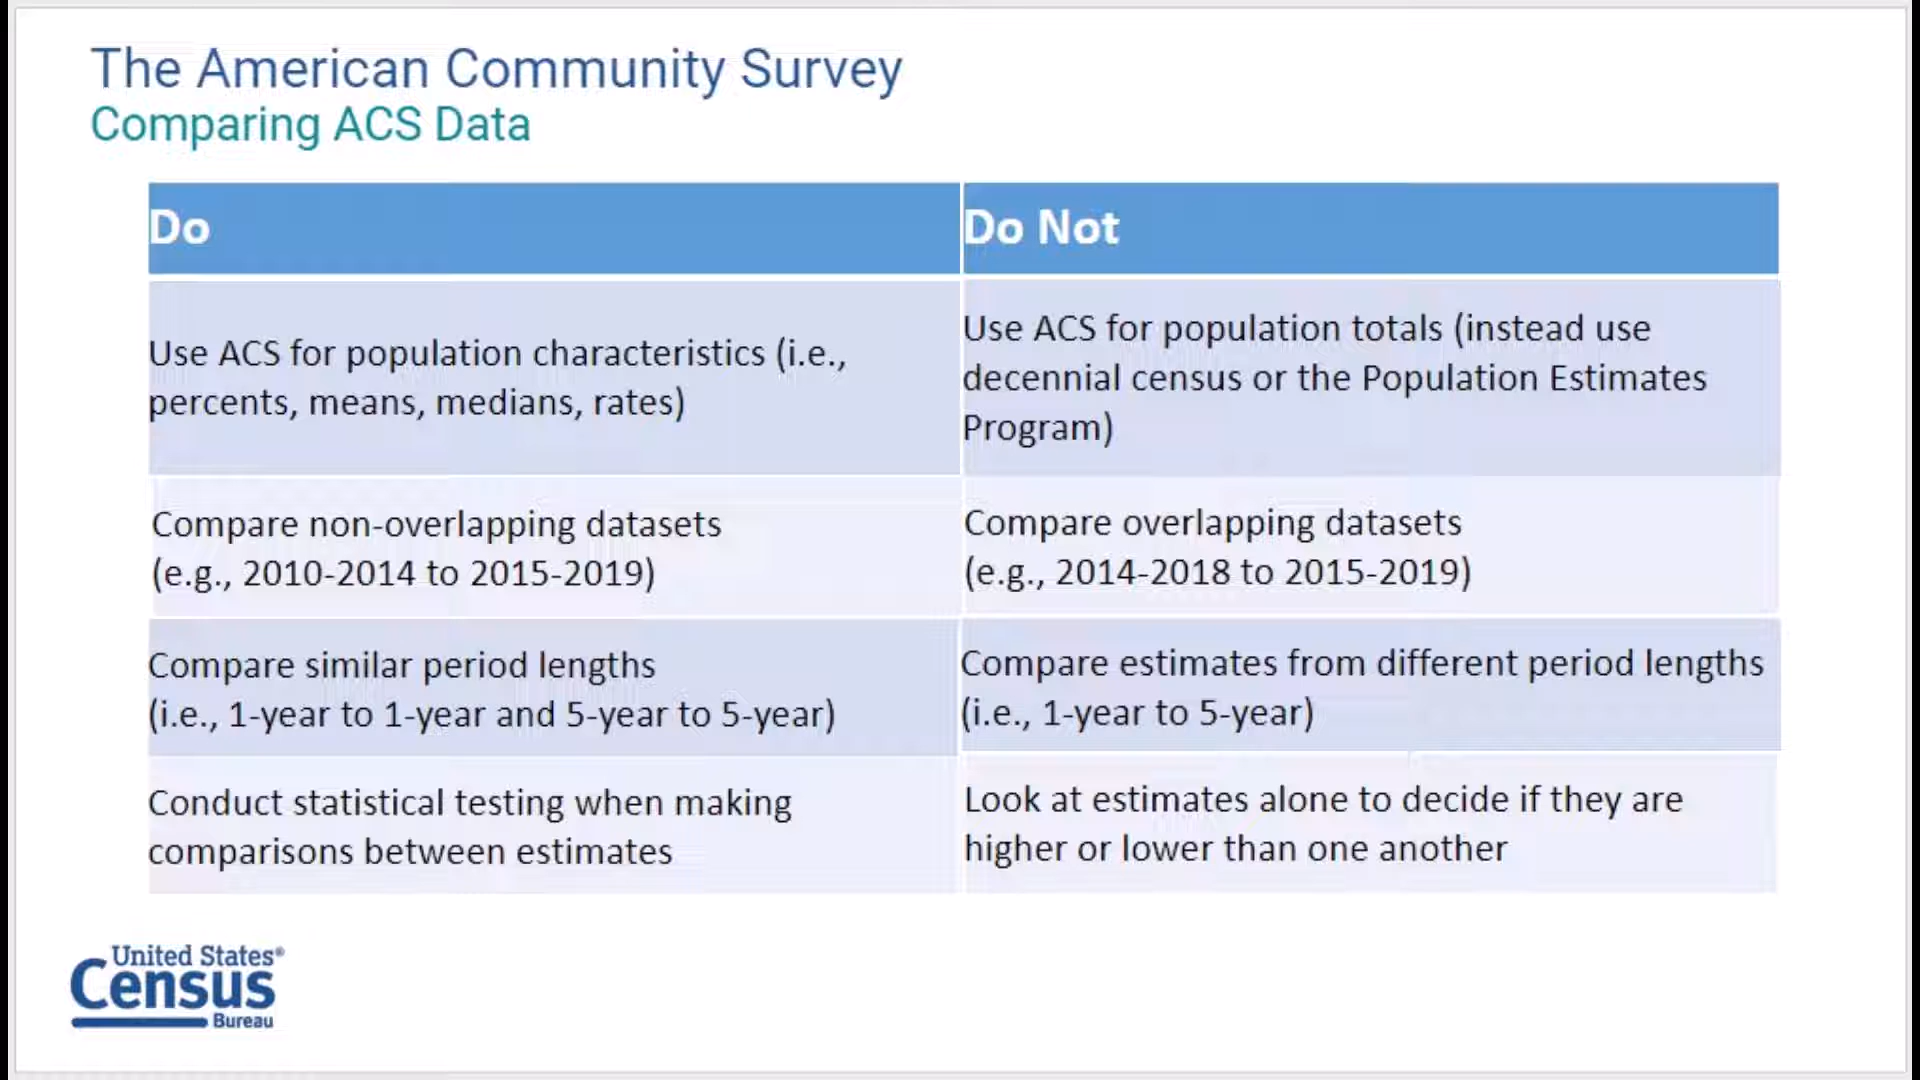 The American Community Survey
Comparing ACS Data
Do
Do Not
Use ACS for population characteristics (i.e.,
percents, means, medians, rates)
Use ACS for population totals (instead use
decennial census or the Population Estimates
Program)
Compare non-overlapping datasets
(e.g., 2010-2014 to 2015-2019)
Compare overlapping datasets
(e.g., 2014-2018 to 2015-2019)
Compare similar period lengths
(i.e., 1-year to 1-year and 5-year to 5-year)
Compare estimates from different period lengths
(i.e., 1-year to 5-year)
Conduct statistical testing when making
comparisons between estimates
Look at estimates alone to decide if they are
higher or lower than one another
United States®
Census
Bureau